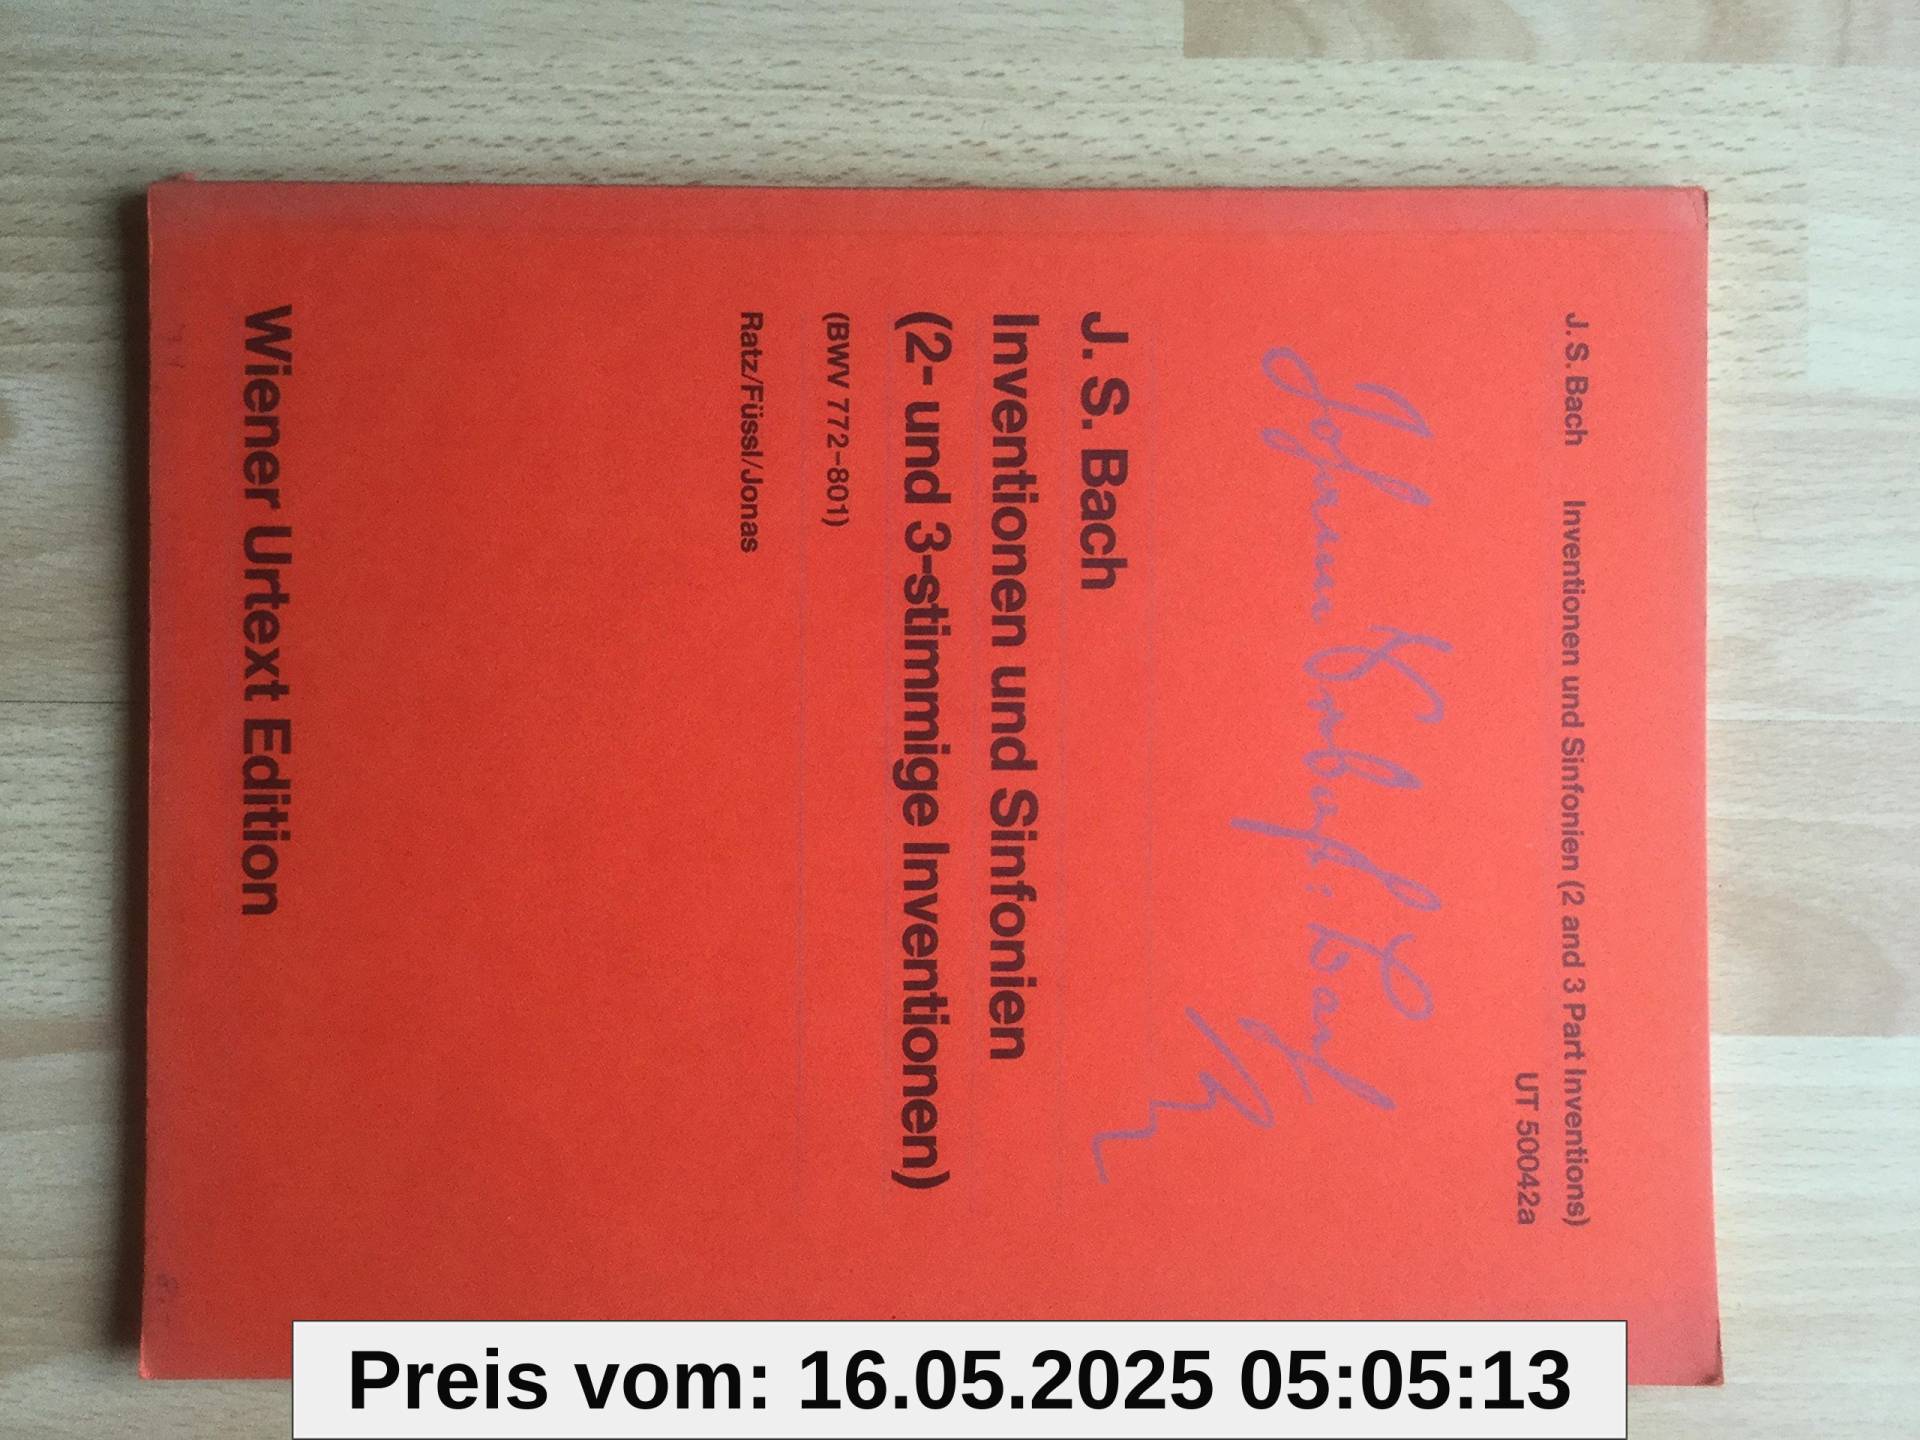 J. S. Bach Inventionen und Sinfonien (2 and 3 Part Inventions)
UT 50042a
J. S. Bach
Inventionen und Sinfonien
(2- und 3-stimmige Inventionen)
(BWV 772–801)
Ratz/Füssl/Jonas
Wiener Urtext Edition
Preis vom: 16.05.2025 05:05:13